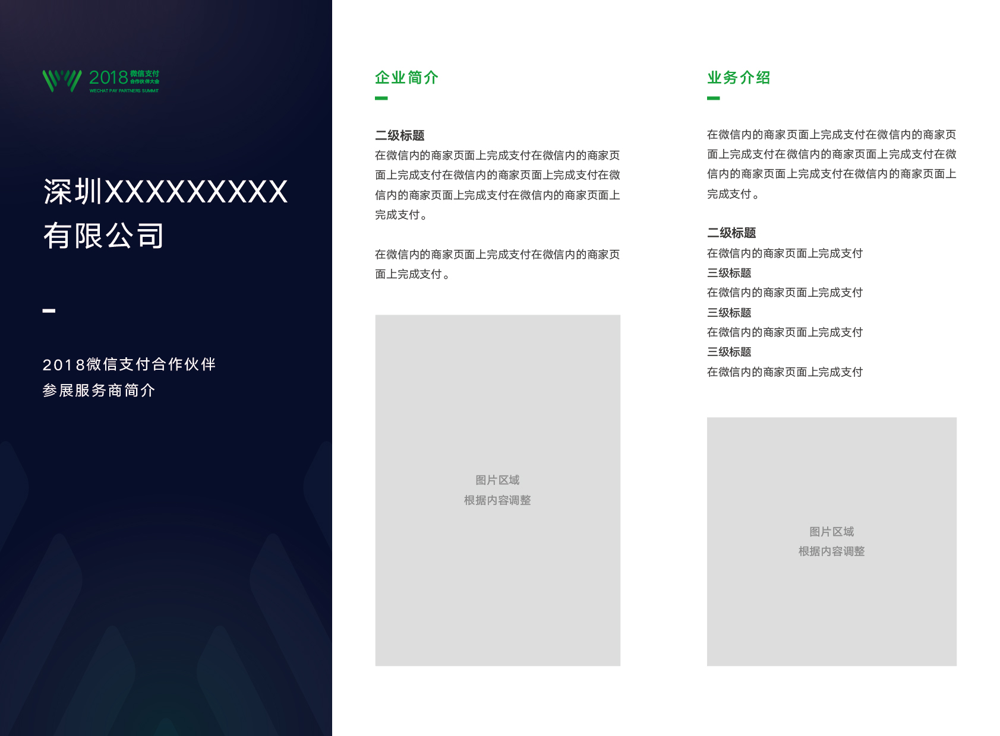 2018微信支付
合作伙伴大会
WECHAT PAY PARTNERS SUMMIT
深圳XXXXXXXXX
有限公司
2018微信支付合作伙伴
参展服务商简介
企业简介
二级标题
在微信内的商家页面上完成支付在微信内的商家页
面上完成支付在微信内的商家页面上完成支付在微
信内的商家页面上完成支付在微信内的商家页面上
完成支付。
在微信内的商家页面上完成支付在微信内的商家页
面上完成支付。
图片区域
根据内容调整
业务介绍
在微信内的商家页面上完成支付在微信内的商家页
面上完成支付在微信内的商家页面上完成支付在微
信内的商家页面上完成支付在微信内的商家页面上
完成支付。
二级标题
在微信内的商家页面上完成支付
三级标题
在微信内的商家页面上完成支付
三级标题
在微信内的商家页面上完成支付
三级标题
在微信内的商家页面上完成支付
图片区域
根据内容调整